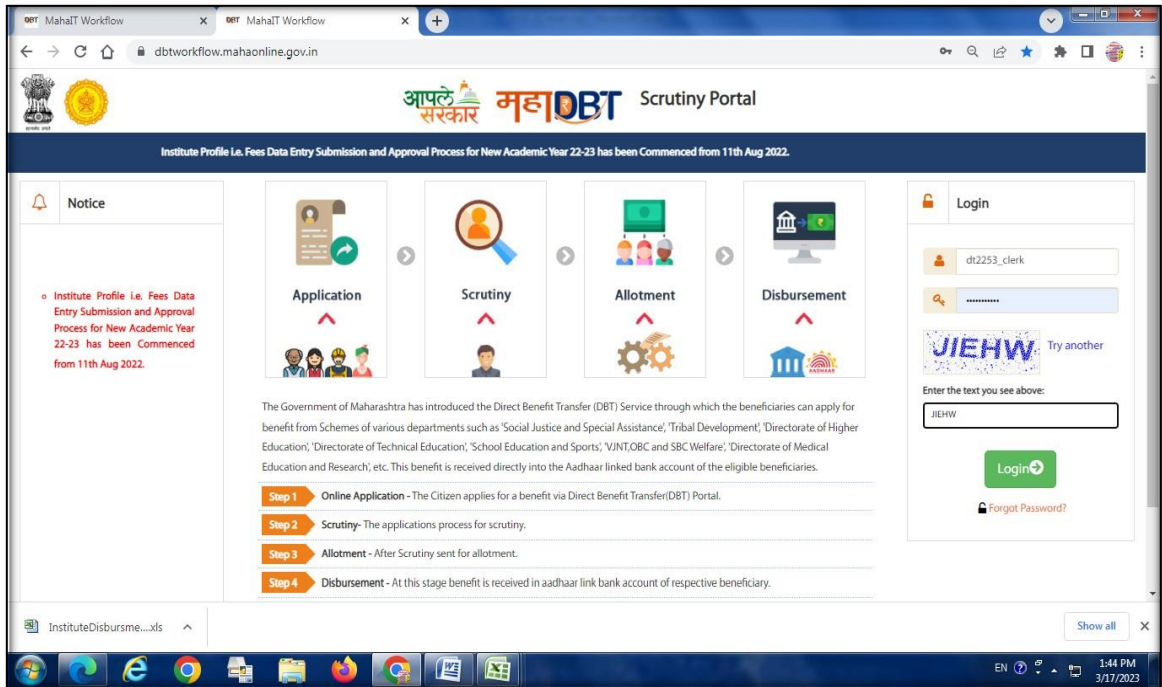 MahaIT Workflow
MahaIT Workflow
dbtworkflow.mahaonline.gov.in
आपले सरकार
महाDBT
Scrutiny Portal
Institute Profile i.e. Fees Data Entry Submission and Approval Process for New Academic Year 22-23 has been Commenced from 11th Aug 2022.
Notice
Institute Profile i.e. Fees Data
Entry Submission and Approval
Process for New Academic Year
22-23 has been Commenced
from 11th Aug 2022.
Application
Scrutiny
Allotment
Disbursement
AADHAAR
The Government of Maharashtra has introduced the Direct Benefit Transfer (DBT) Service through which the beneficiaries can apply for
benefit from Schemes of various departments such as 'Social Justice and Special Assistance', 'Tribal Development', 'Directorate of Higher
Education', 'Directorate of Technical Education', 'School Education and Sports', 'VJNT,OBC and SBC Welfare', 'Directorate of Medical
Education and Research', etc. This benefit is received directly into the Aadhaar linked bank account of the eligible beneficiaries.
Step 1 Online Application - The Citizen applies for a benefit via Direct Benefit Transfer(DBT) Portal.
Step 2 Scrutiny- The applications process for scrutiny.
Step 3 Allotment - After Scrutiny sent for allotment.
Step 4 Disbursement - At this stage benefit is received in aadhaar link bank account of respective beneficiary.
Login
dt2253_clerk
JIEHW Try another
Enter the text you see above:
JIEHW
Login
Forgot Password?
InstituteDisbursme....xls
Show all
EN
1:44 PM
3/17/2023